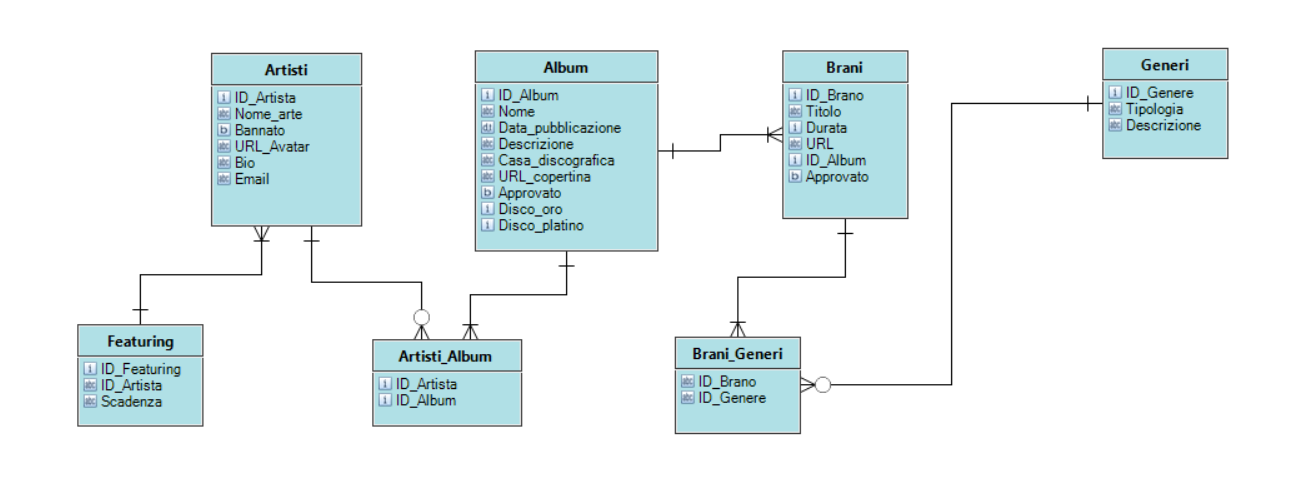 Artisti
ID_Artista
Nome_arte
Bannato
URL_Avatar
Bio
Email
Album
ID_Album
Nome
Data_pubblicazione
Descrizione
Casa_discografica
URL_copertina
Approvato
Disco_oro
Disco_platino
Brani
ID_Brano
Titolo
Durata
URL
ID_Album
Approvato
Generi
ID_Genere
Tipologia
Descrizione
Featuring
ID_Featuring
ID_Artista
Scadenza
Artisti_Album
ID_Artista
ID_Album
Brani_Generi
ID_Brano
ID_Genere